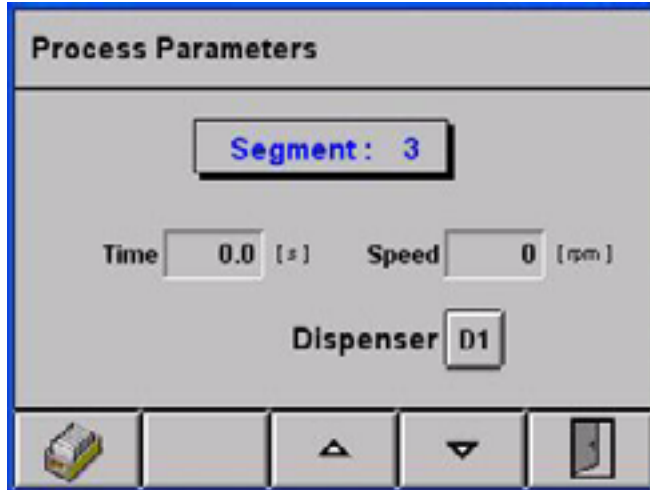 Process Parameters
Segment: 3
Time 0.0 [s] Speed 0 [rpm]
Dispenser D1